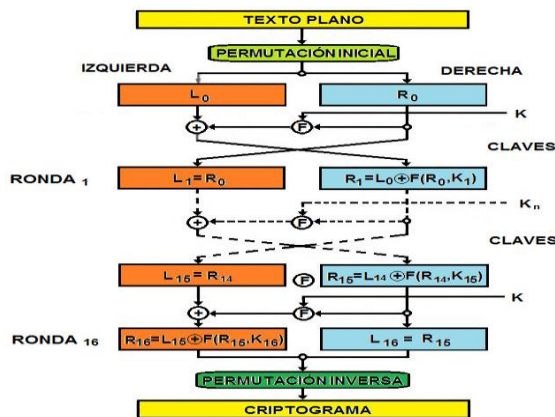 TEXTO PLANO
PERMUTACIÓN INICIAL
IZQUIERDA
DERECHA
L₀
R₀
+
F
K
CLAVES
RONDA 1
L₁=R₀
R₁=L₀⊕F(R₀,K₁)
+
F
Kₙ
CLAVES
L₁₅=R₁₄
F
R₁₅=L₁₄⊕F(R₁₄,K₁₅)
+
F
K
RONDA 16
R₁₆=L₁₅⊕F(R₁₅,K₁₆)
L₁₆=R₁₅
PERMUTACIÓN INVERSA
CRIPTOGRAMA